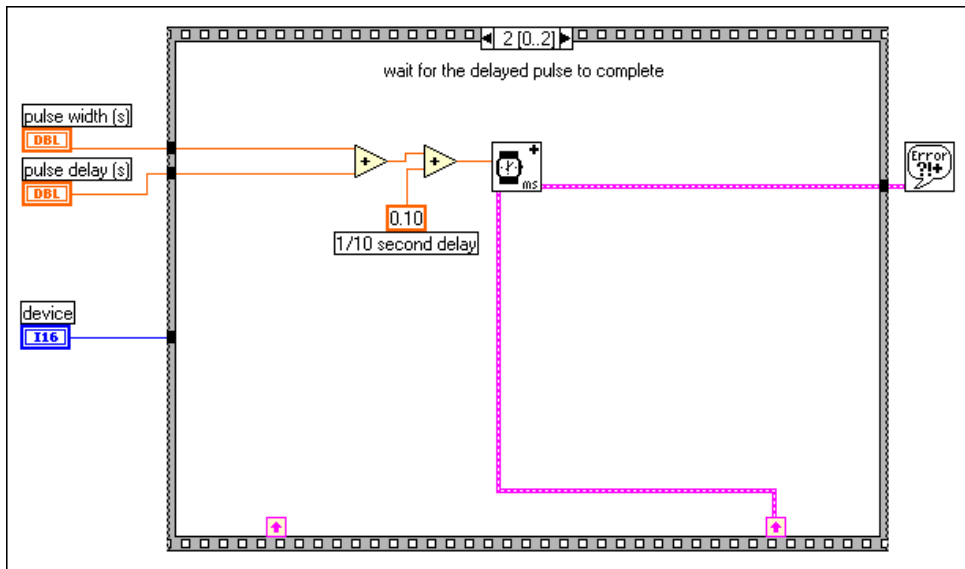 2 [0..2]
wait for the delayed pulse to complete
pulse width (s)
DBL
pulse delay (s)
DBL
0.10
1/10 second delay
+
+
+
ms
Error
?!+
device
I16